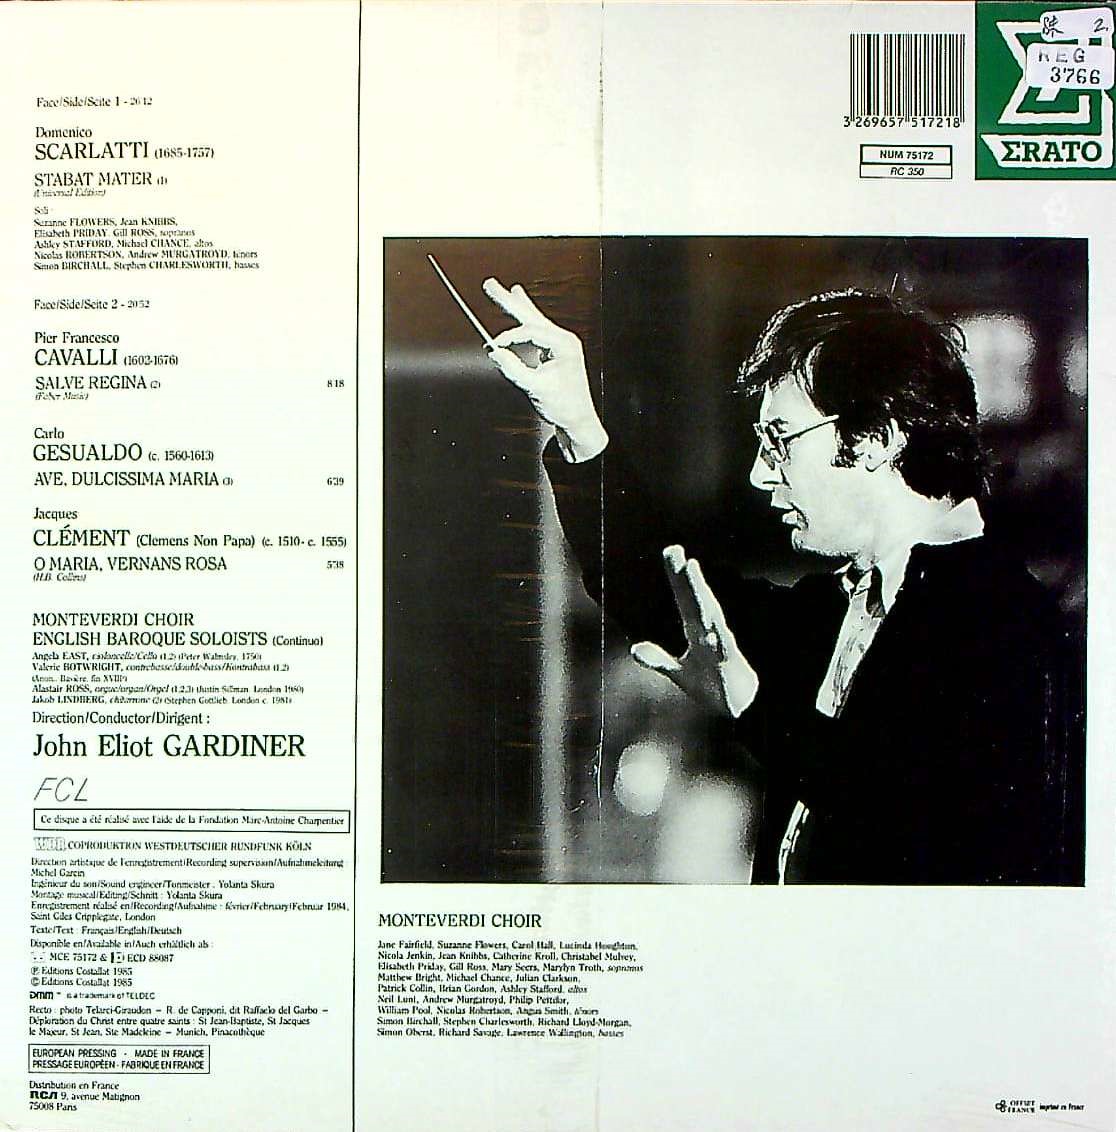 Face/Side/Seite 1 - 26'12
Domenico
SCARLATTI (1685-1757)
STABAT MATER (1)
(Universal Edition)
Soli :
Suzanne FLOWERS, Jean KNIBBS,
Elisabeth PRIDAY, Gill ROSS, sopranos
Ashley STAFFORD, Michael CHANCE, altos
Nicolas ROBERTSON, Andrew MURGATROYD, tenors
Simon BIRCHALL, Stephen CHARLESWORTH, basses
Face/Side/Seite 2 - 20'52
Pier Francesco
CAVALLI (1602-1676)
SALVE REGINA (2) 8'18
(Faber Music)
Carlo
GESUALDO (c. 1560-1613)
AVE, DULCISSIMA MARIA (3) 6'39
Jacques
CLÉMENT (Clemens Non Papa) (c. 1510 - c. 1555)
O MARIA, VERNANS ROSA 5'38
(H.B. Collins)
MONTEVERDI CHOIR
ENGLISH BAROQUE SOLOISTS (Continuo)
Angela EAST, violoncelle/Cello (1,2) (Peter Walmsley, 1750)
Valerie BOTWRIGHT, contrebasse/double-bass/Kontrabass (1,2)
(Anon., Bavière, fin XVIIIe)
Alastair ROSS, orgue/organ/Orgel (1,2,3) (Justin Sillman, London 1980)
Jakob LINDBERG, chitarrone (2) (Stephen Gottlieb, London c. 1981)
Direction/Conductor/Dirigent :
John Eliot GARDINER
FCL
Ce disque a été réalisé avec l'aide de la Fondation Marc-Antoine Charpentier
WDR COPRODUKTION WESTDEUTSCHER RUNDFUNK KÖLN
Direction artistique de l'enregistrement/Recording supervision/Aufnahmeleitung :
Michel Garcin
Ingénieur du son/Sound engineer/Tonmeister : Yolanta Skura
Montage musical/Editing/Schnitt : Yolanta Skura
Enregistrement réalisé en/Recording/Aufnahme : février/February/Februar 1984,
Saint Giles Cripplegate, London
Texte/Text : Français/English/Deutsch
Disponible en/Available in/Auch erhältlich als :
MCE 75172 & ECD 88087
℗ Editions Costallat 1985
© Editions Costallat 1985
DMM ™ is a trademark of TELDEC
Recto : photo Telarci-Giraudon – R. de Capponi, dit Raffaelo del Garbo –
Déploration du Christ entre quatre saints : St Jean-Baptiste, St Jacques
le Majeur, St Jean, Ste Madeleine – Munich, Pinacothèque
EUROPEAN PRESSING - MADE IN FRANCE
PRESSAGE EUROPÉEN - FABRIQUE EN FRANCE
Distribution en France
RCA 9, avenue Matignon
75008 Paris
3 269657 517218
NUM 75172
RC 350
2.
REG
3766
ERATO
MONTEVERDI CHOIR
Jane Fairfield, Suzanne Flowers, Carol Hall, Lucinda Houghton,
Nicola Jenkin, Jean Knibbs, Catherine Kroll, Christabel Mulvey,
Elisabeth Priday, Gill Ross, Mary Seers, Marylyn Troth, sopranos
Matthew Bright, Michael Chance, Julian Clarkson,
Patrick Collin, Brian Gordon, Ashley Stafford, altos
Neil Lunt, Andrew Murgatroyd, Philip Pettifor,
William Pool, Nicolas Robertson, Angus Smith, ténors
Simon Birchall, Stephen Charlesworth, Richard Lloyd-Morgan,
Simon Oberst, Richard Savage, Lawrence Wallington, basses
OFFSET
FRANCE imprimé en France